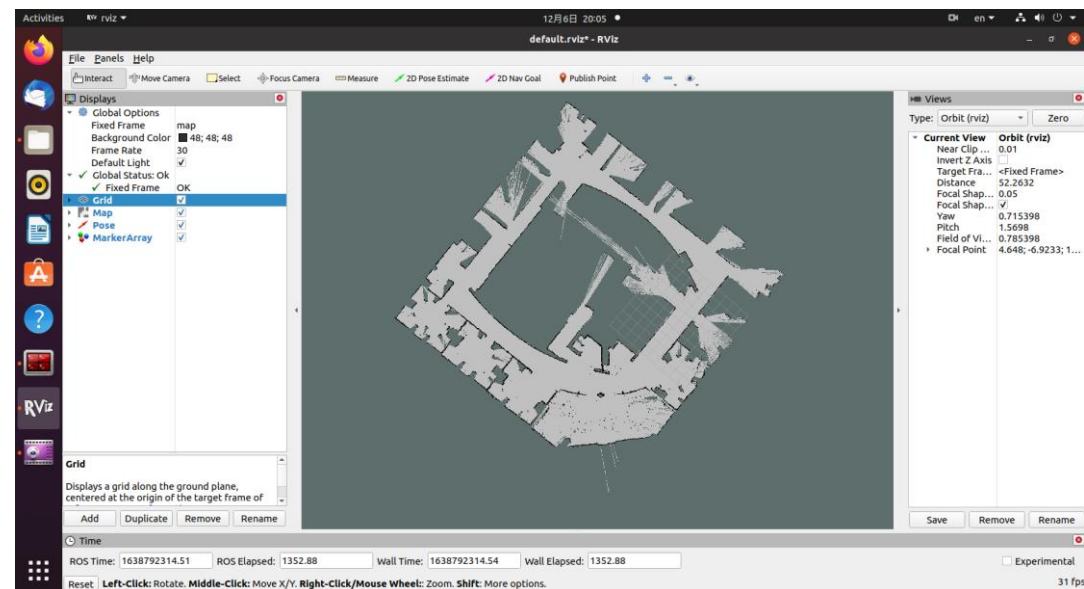 Activities
rviz
12月6日 20:05
en
default.rviz* - RViz
File Panels Help
Interact Move Camera Select Focus Camera Measure 2D Pose Estimate 2D Nav Goal Publish Point
Displays
Global Options
Fixed Frame map
Background Color 48; 48; 48
Frame Rate 30
Default Light
Global Status: Ok
Fixed Frame OK
Grid
Map
Pose
MarkerArray
Grid
Displays a grid along the ground plane,
centered at the origin of the target frame of
Add Duplicate Remove Rename
Views
Type: Orbit (rviz) Zero
Current View Orbit (rviz)
Near Clip ... 0.01
Invert Z Axis
Target Fra... <Fixed Frame>
Distance 52.2632
Focal Shap... 0.05
Focal Shap...
Yaw 0.715398
Pitch 1.5698
Field of Vi... 0.785398
Focal Point 4.648; -6.9233; 1...
Save Remove Rename
RViz
Time
ROS Time: 1638792314.51 ROS Elapsed: 1352.88 Wall Time: 1638792314.54 Wall Elapsed: 1352.88 Experimental
Reset Left-Click: Rotate. Middle-Click: Move X/Y. Right-Click/Mouse Wheel:: Zoom. Shift: More options. 31 fps